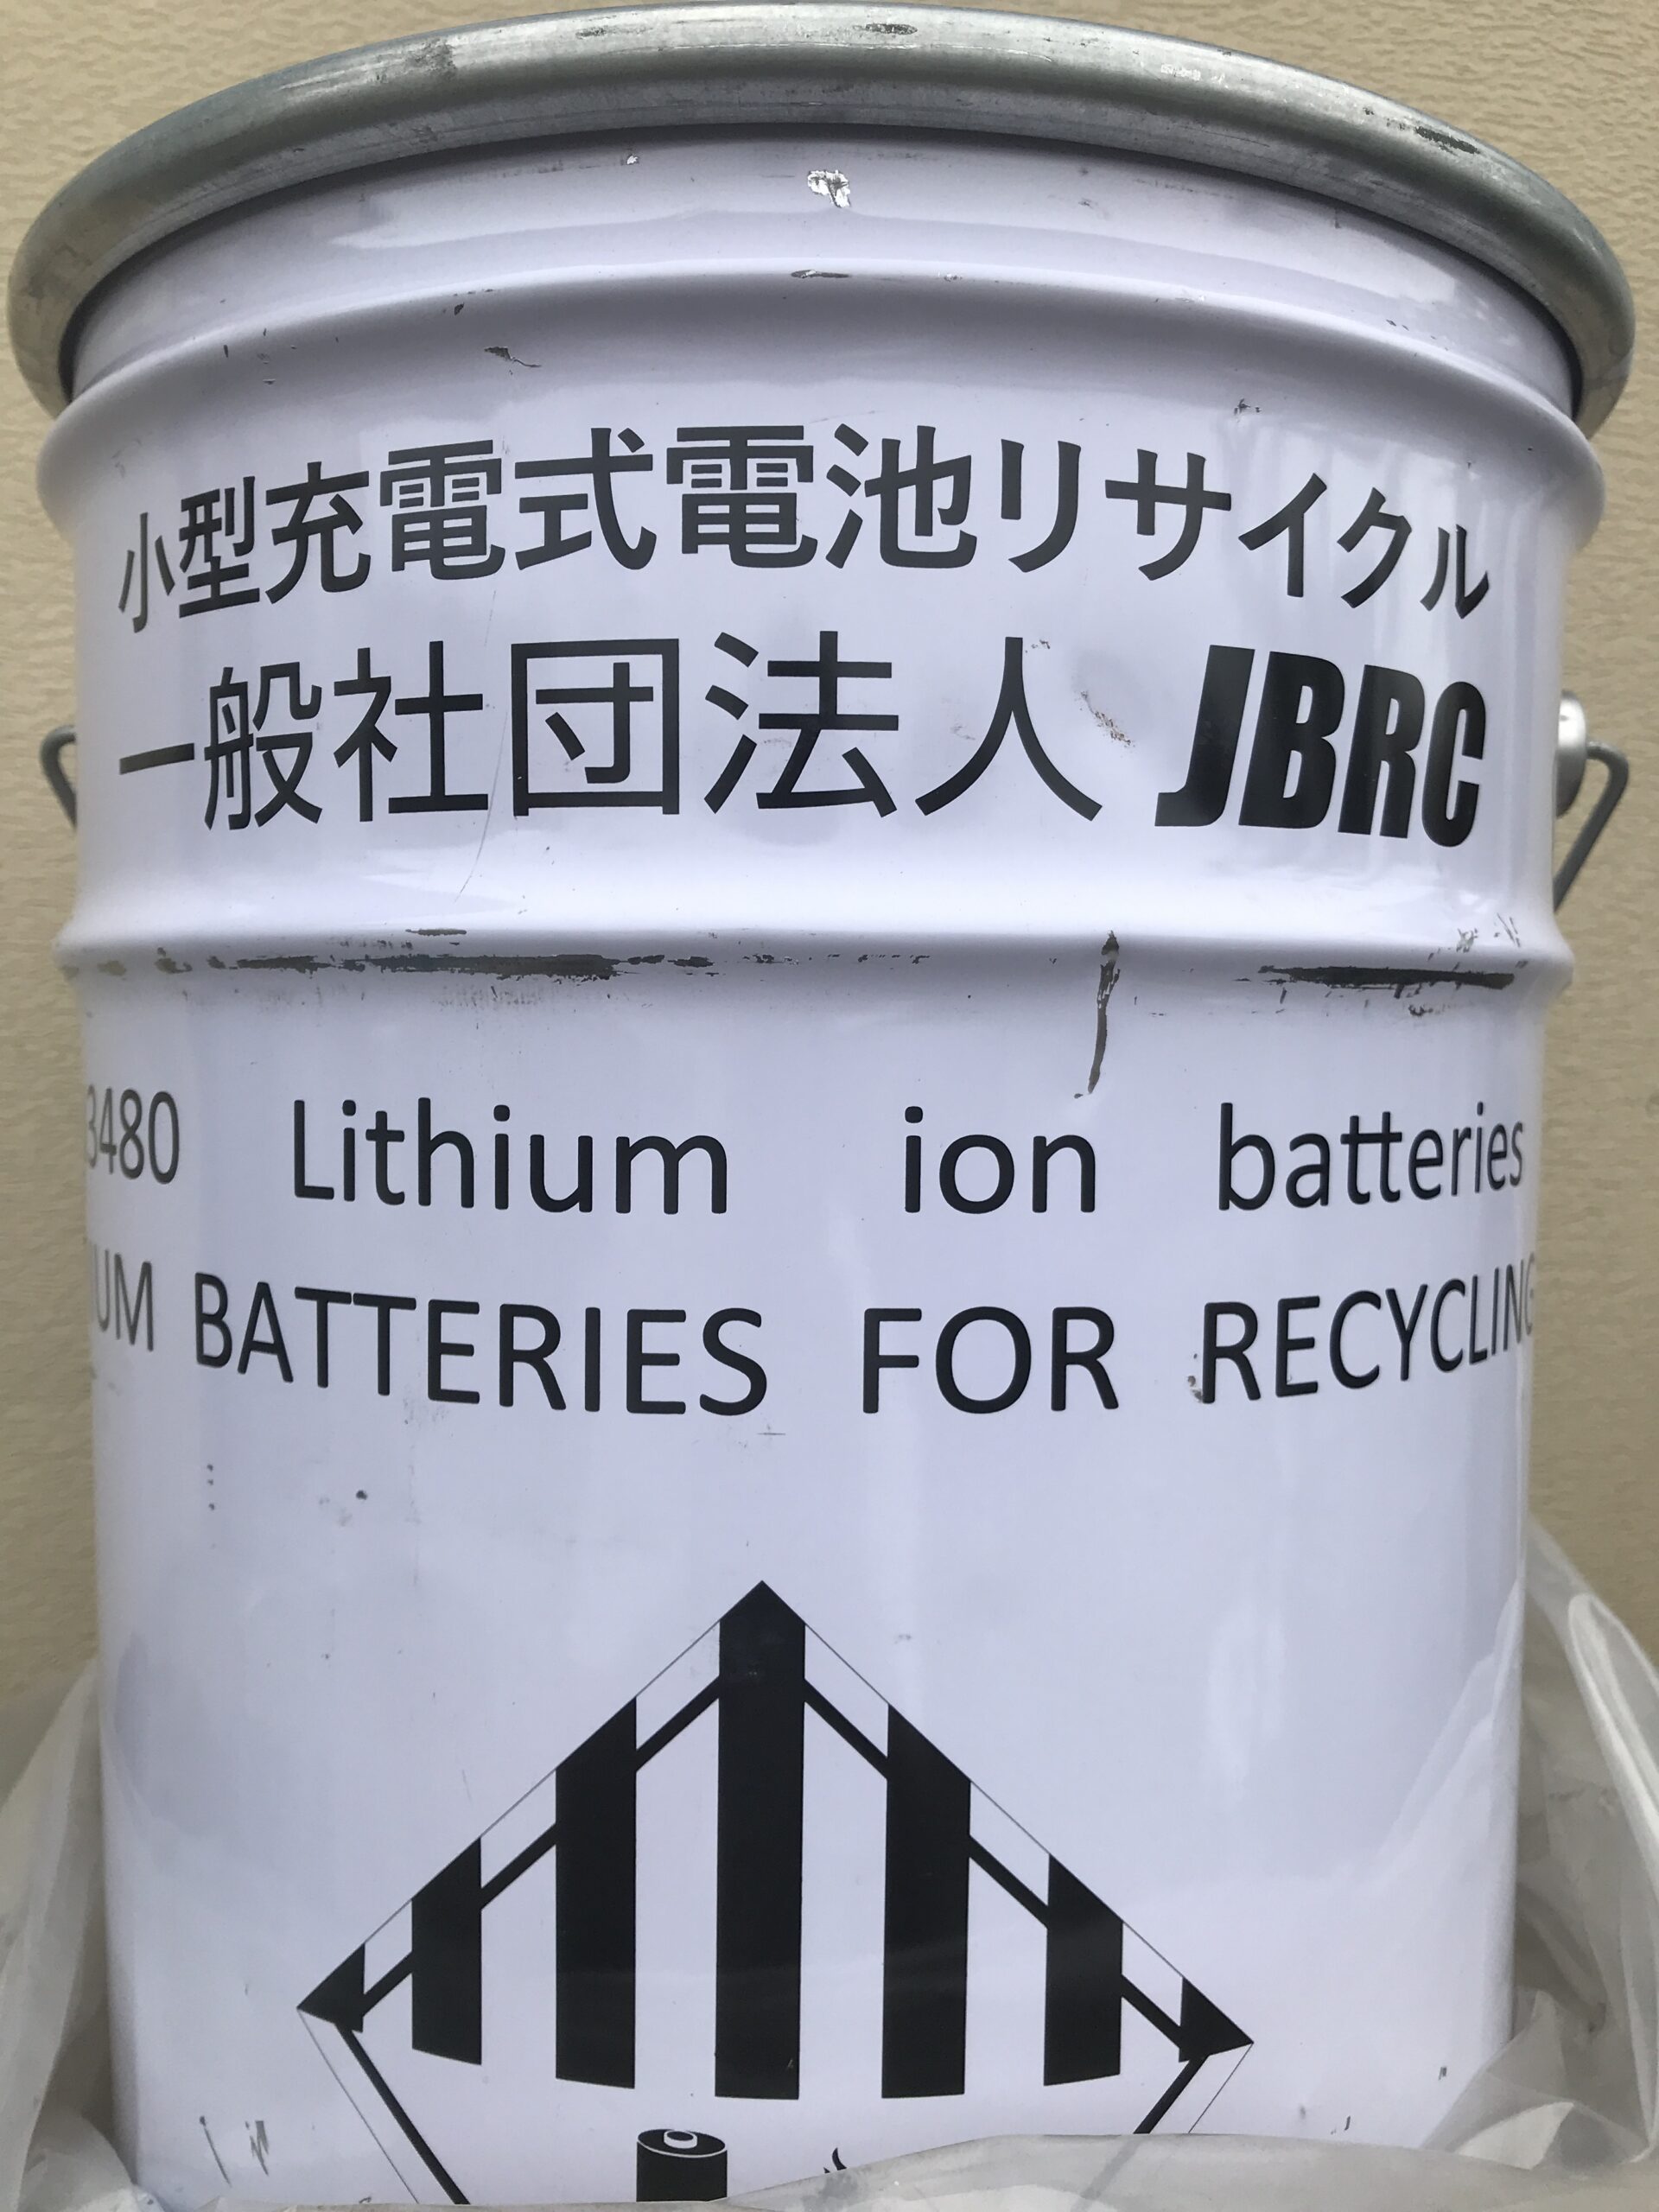 小型充電式電池リサイクル
一般社団法人 JBRC
3480 Lithium ion batteries
UM BATTERIES FOR RECYCLING